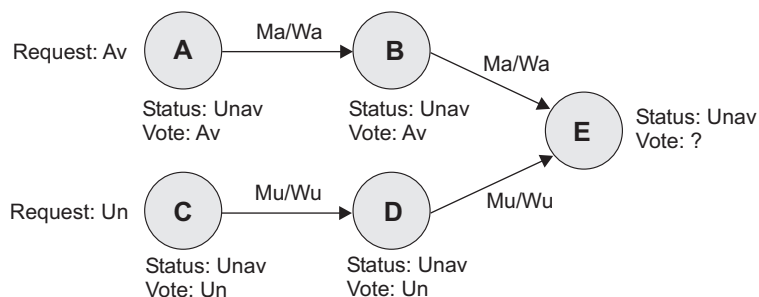 Request: Av
A
Ma/Wa
B
Ma/Wa
Status: Unav
Vote: Av
Status: Unav
Vote: Av
E
Status: Unav
Vote: ?
Request: Un
C
Mu/Wu
D
Mu/Wu
Status: Unav
Vote: Un
Status: Unav
Vote: Un